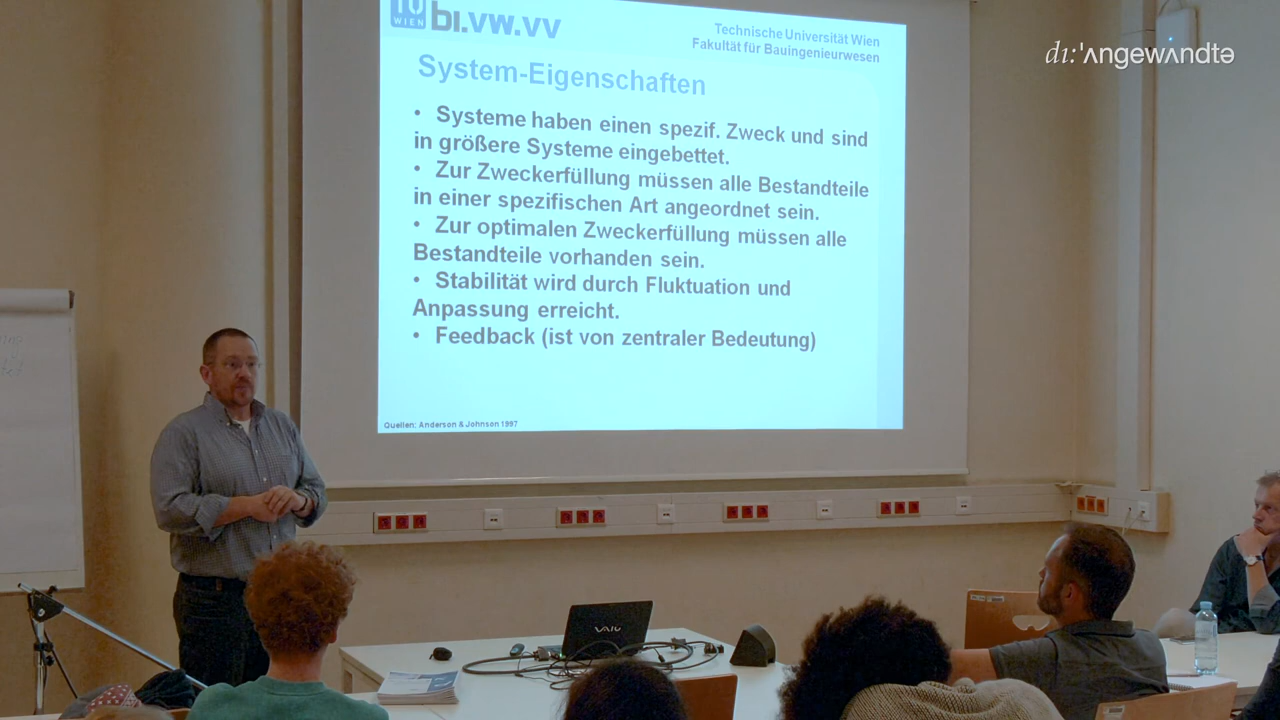 TU WIEN bi.vw.vv
Technische Universität Wien
Fakultät für Bauingenieurwesen
dı:'ʌngewʌndtə
System-Eigenschaften
• Systeme haben einen spezif. Zweck und sind
in größere Systeme eingebettet.
• Zur Zweckerfüllung müssen alle Bestandteile
in einer spezifischen Art angeordnet sein.
• Zur optimalen Zweckerfüllung müssen alle
Bestandteile vorhanden sein.
• Stabilität wird durch Fluktuation und
Anpassung erreicht.
• Feedback (ist von zentraler Bedeutung)
Quellen: Anderson & Johnson 1997
VAIO